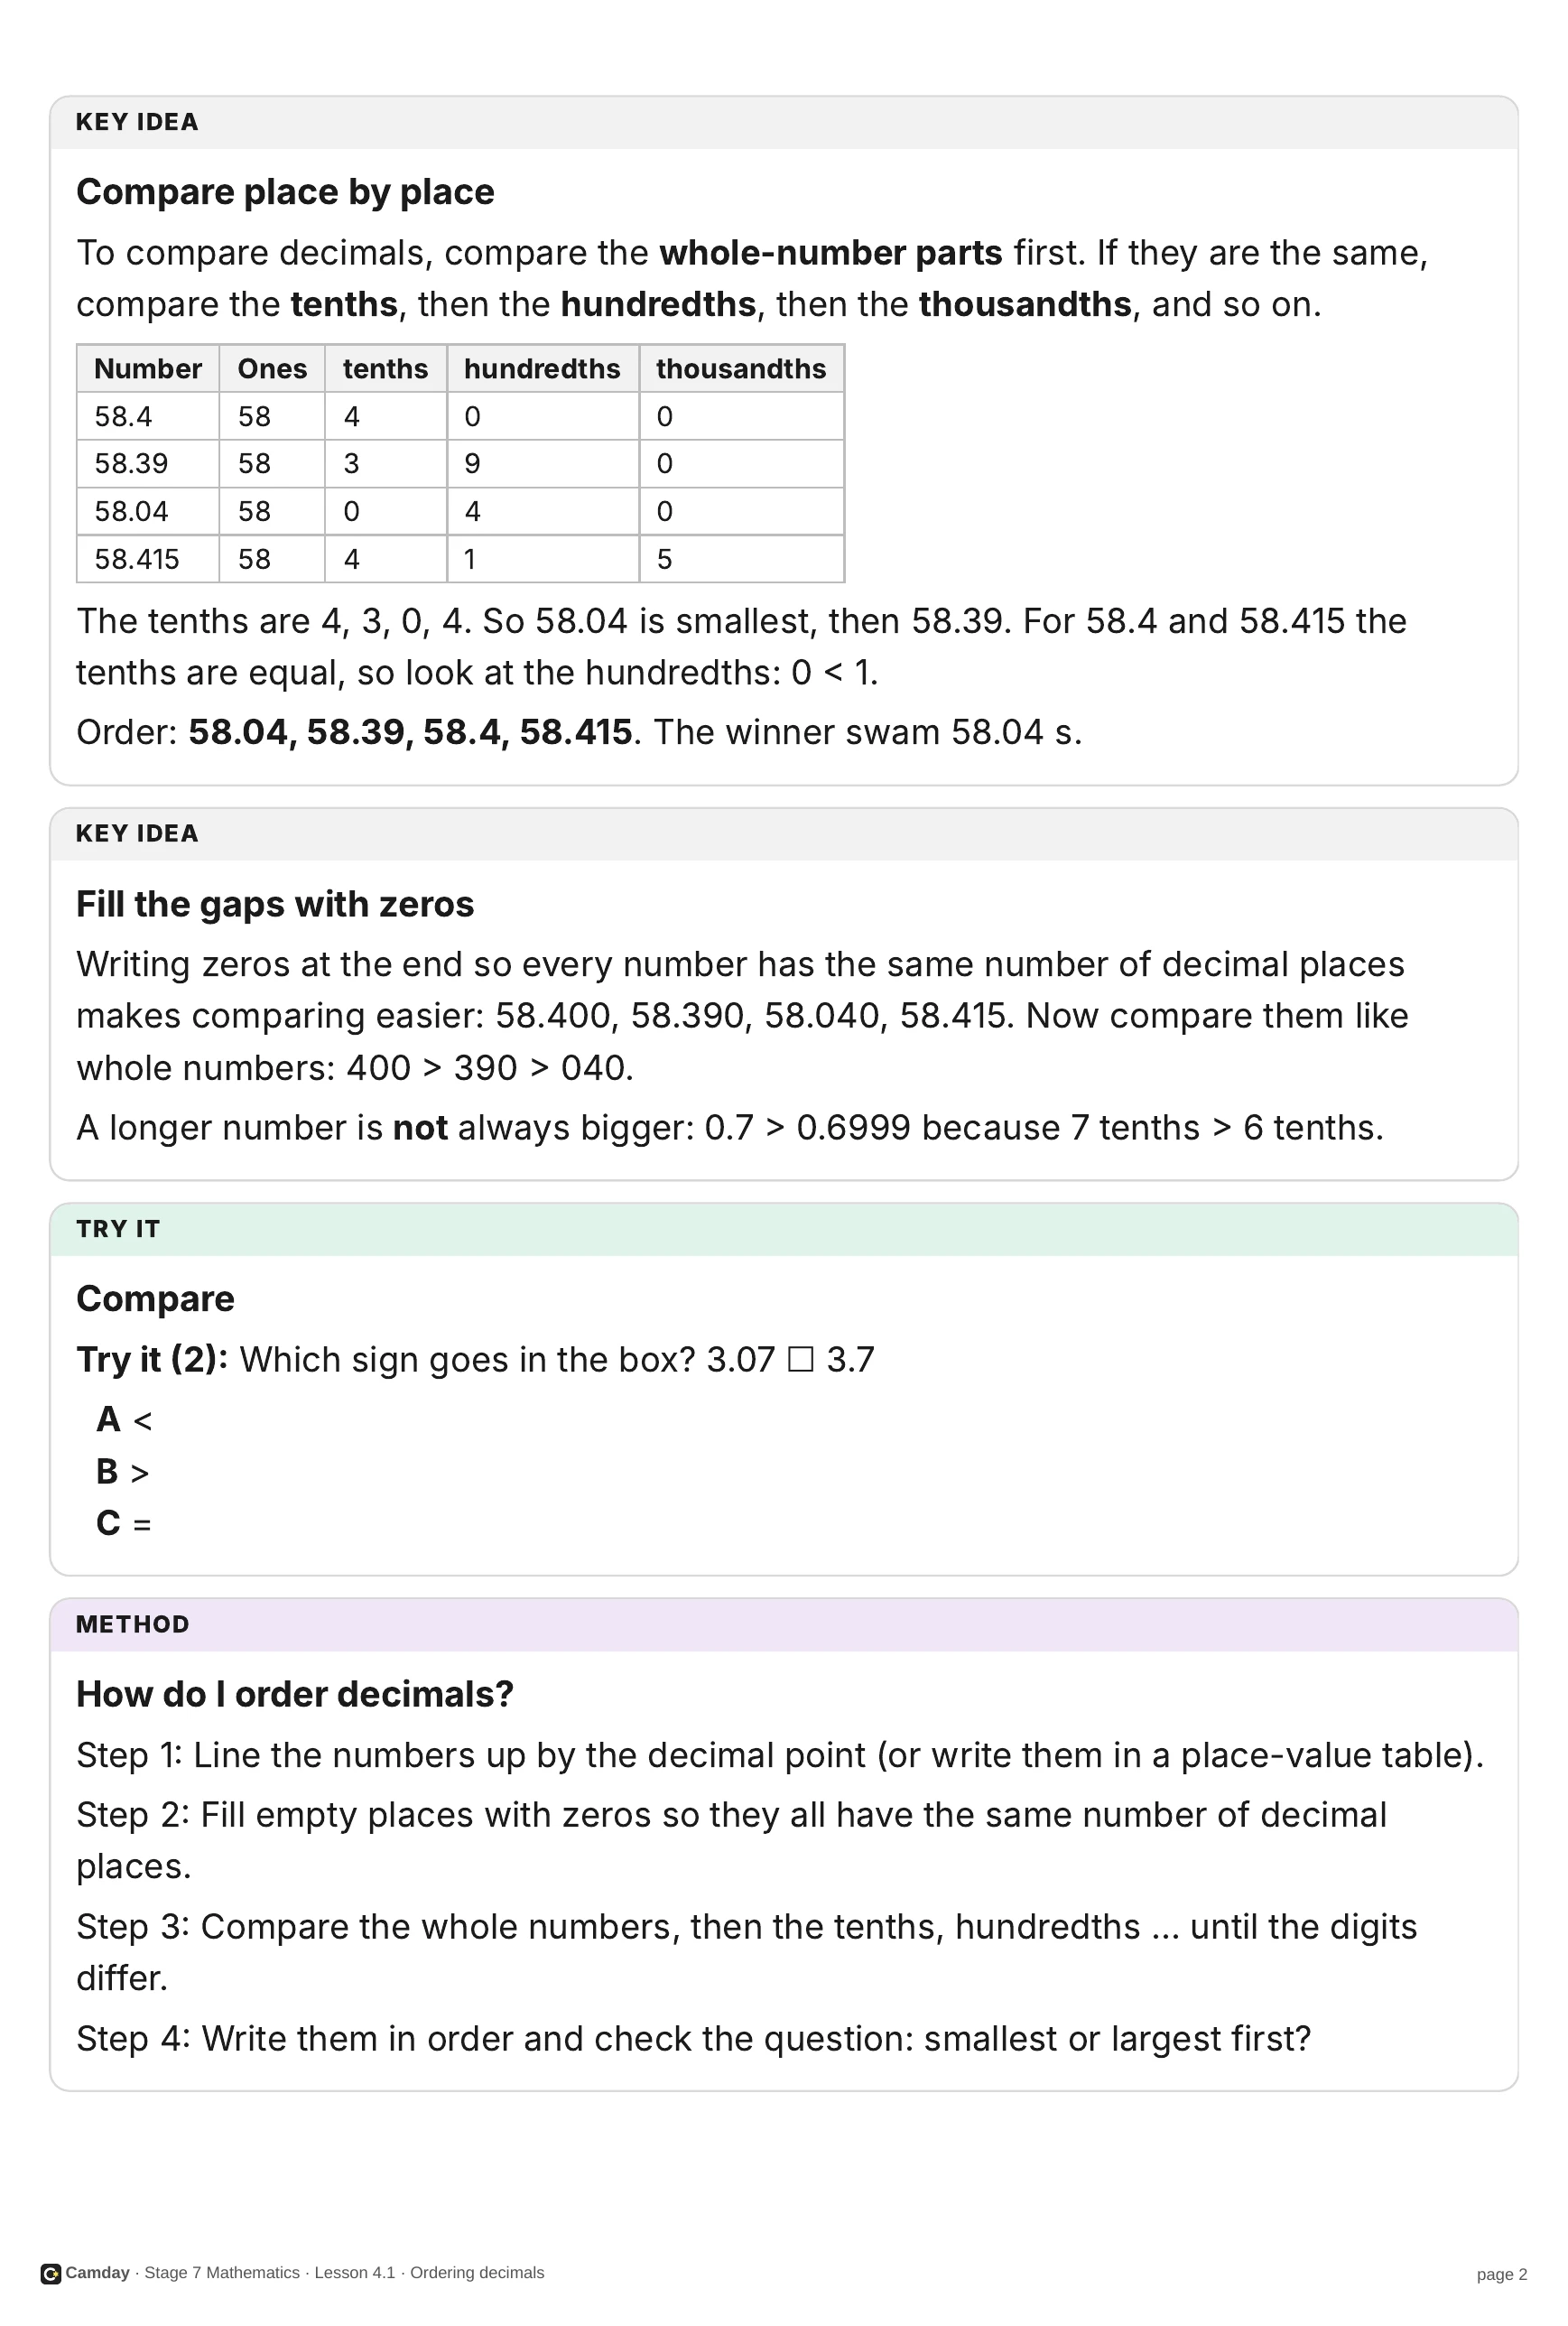 KEY IDEA
Compare place by place
To compare decimals, compare the whole-number parts first. If they are the same,
compare the tenths, then the hundredths, then the thousandths, and so on.
Number Ones tenths hundredths thousandths
58.4 58 4 0 0
58.39 58 3 9 0
58.04 58 0 4 0
58.415 58 4 1 5
The tenths are 4, 3, 0, 4. So 58.04 is smallest, then 58.39. For 58.4 and 58.415 the
tenths are equal, so look at the hundredths: 0 < 1.
Order: 58.04, 58.39, 58.4, 58.415. The winner swam 58.04 s.
KEY IDEA
Fill the gaps with zeros
Writing zeros at the end so every number has the same number of decimal places
makes comparing easier: 58.400, 58.390, 58.040, 58.415. Now compare them like
whole numbers: 400 > 390 > 040.
A longer number is not always bigger: 0.7 > 0.6999 because 7 tenths > 6 tenths.
TRY IT
Compare
Try it (2): Which sign goes in the box? 3.07 □ 3.7
A <
B >
C =
METHOD
How do I order decimals?
Step 1: Line the numbers up by the decimal point (or write them in a place-value table).
Step 2: Fill empty places with zeros so they all have the same number of decimal
places.
Step 3: Compare the whole numbers, then the tenths, hundredths ... until the digits
differ.
Step 4: Write them in order and check the question: smallest or largest first?
Camday · Stage 7 Mathematics · Lesson 4.1 · Ordering decimals
page 2